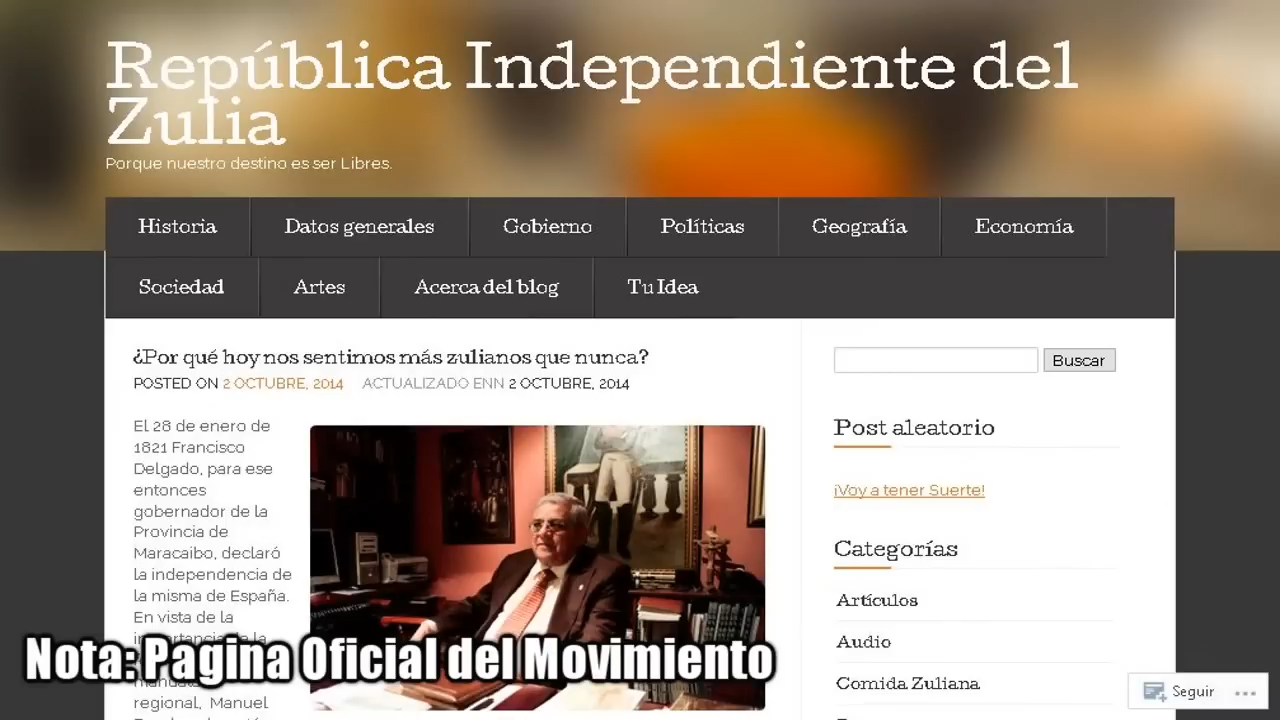 República Independiente del
Zulia
Porque nuestro destino es ser Libres.
Historia
Datos generales
Gobierno
Políticas
Geografía
Economía
Sociedad
Artes
Acerca del blog
Tu Idea
¿Por qué hoy nos sentimos más zulianos que nunca?
POSTED ON 2 OCTUBRE, 2014 ACTUALIZADO ENN 2 OCTUBRE, 2014
El 28 de enero de
1821 Francisco
Delgado, para ese
entonces
gobernador de la
Provincia de
Maracaibo, declaró
la independencia de
la misma de España.
En vista de la
regional, Manuel
Buscar
Post aleatorio
¡Voy a tener Suerte!
Categorías
Artículos
Audio
Comida Zuliana
Nota: Pagina Oficial del Movimiento
Seguir